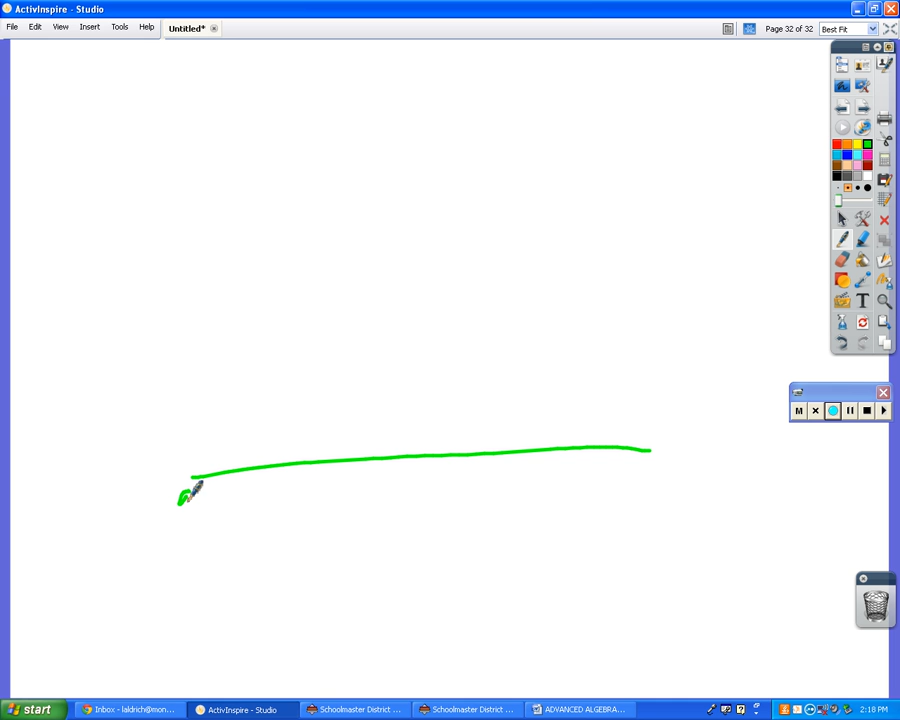 ActivInspire - Studio
File Edit View Insert Tools Help Untitled* Page 32 of 32 Best Fit
T
M
start Inbox - laldrich@mon... ActivInspire - Studio Schoolmaster District ... Schoolmaster District ... ADVANCED ALGEBRA... 2:18 PM